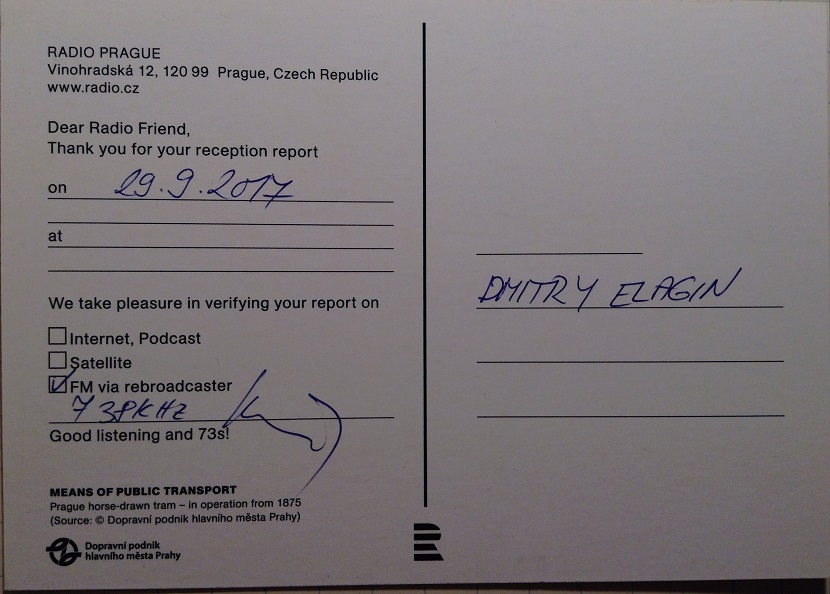 RADIO PRAGUE
Vinohradská 12, 120 99 Prague, Czech Republic
www.radio.cz
Dear Radio Friend,
Thank you for your reception report
on 29.9.2017
at
We take pleasure in verifying your report on
Internet, Podcast
Satellite
FM via rebroadcaster
738KHZ
Good listening and 73s!
MEANS OF PUBLIC TRANSPORT
Prague horse-drawn tram – in operation from 1875
(Source: © Dopravní podnik hlavního města Prahy)
Dopravní podnik
hlavního města Prahy
DMITRY ELAGIN